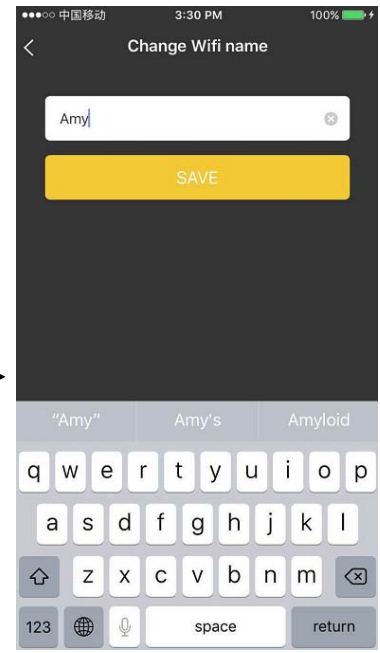 中国移动 3:30 PM 100%
Change Wifi name
Amy
SAVE
“Amy” Amy's Amyloid
q w e r t y u i o p
a s d f g h j k l
z x c v b n m
123 space return